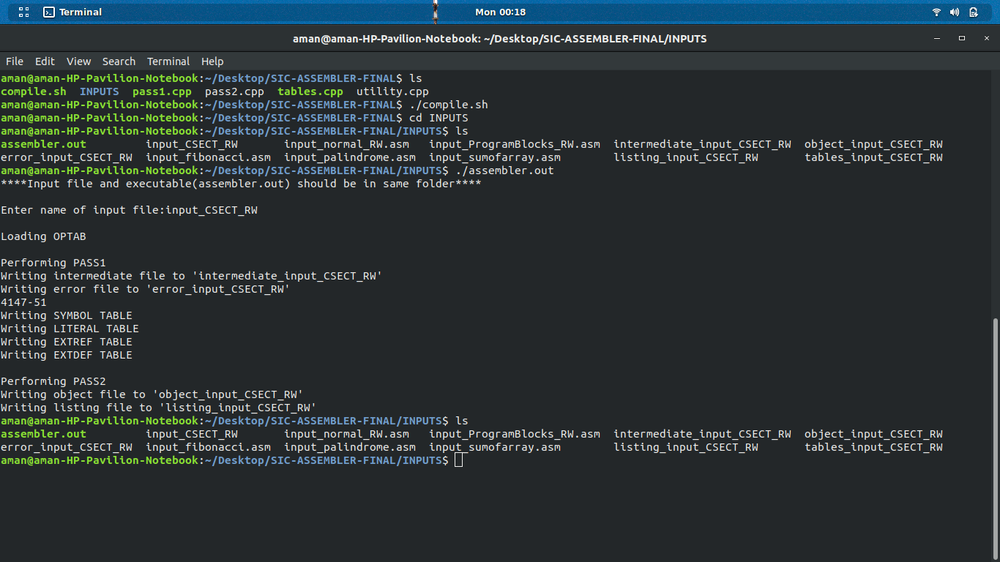 Terminal
Mon 00:18
aman@aman-HP-Pavilion-Notebook: ~/Desktop/SIC-ASSEMBLER-FINAL/INPUTS
File Edit View Search Terminal Help
aman@aman-HP-Pavilion-Notebook:~/Desktop/SIC-ASSEMBLER-FINAL$ ls
compile.sh  INPUTS  pass1.cpp  pass2.cpp  tables.cpp  utility.cpp
aman@aman-HP-Pavilion-Notebook:~/Desktop/SIC-ASSEMBLER-FINAL$ ./compile.sh
aman@aman-HP-Pavilion-Notebook:~/Desktop/SIC-ASSEMBLER-FINAL$ cd INPUTS
aman@aman-HP-Pavilion-Notebook:~/Desktop/SIC-ASSEMBLER-FINAL/INPUTS$ ls
assembler.out         input_CSECT_RW       input_normal_RW.asm   input_ProgramBlocks_RW.asm  intermediate_input_CSECT_RW  object_input_CSECT_RW
error_input_CSECT_RW  input_fibonacci.asm  input_palindrome.asm  input_sumofarray.asm        listing_input_CSECT_RW       tables_input_CSECT_RW
aman@aman-HP-Pavilion-Notebook:~/Desktop/SIC-ASSEMBLER-FINAL/INPUTS$ ./assembler.out
****Input file and executable(assembler.out) should be in same folder****
Enter name of input file:input_CSECT_RW
Loading OPTAB
Performing PASS1
Writing intermediate file to 'intermediate_input_CSECT_RW'
Writing error file to 'error_input_CSECT_RW'
4147-51
Writing SYMBOL TABLE
Writing LITERAL TABLE
Writing EXTREF TABLE
Writing EXTDEF TABLE
Performing PASS2
Writing object file to 'object_input_CSECT_RW'
Writing listing file to 'listing_input_CSECT_RW'
aman@aman-HP-Pavilion-Notebook:~/Desktop/SIC-ASSEMBLER-FINAL/INPUTS$ ls
assembler.out         input_CSECT_RW       input_normal_RW.asm   input_ProgramBlocks_RW.asm  intermediate_input_CSECT_RW  object_input_CSECT_RW
error_input_CSECT_RW  input_fibonacci.asm  input_palindrome.asm  input_sumofarray.asm        listing_input_CSECT_RW       tables_input_CSECT_RW
aman@aman-HP-Pavilion-Notebook:~/Desktop/SIC-ASSEMBLER-FINAL/INPUTS$